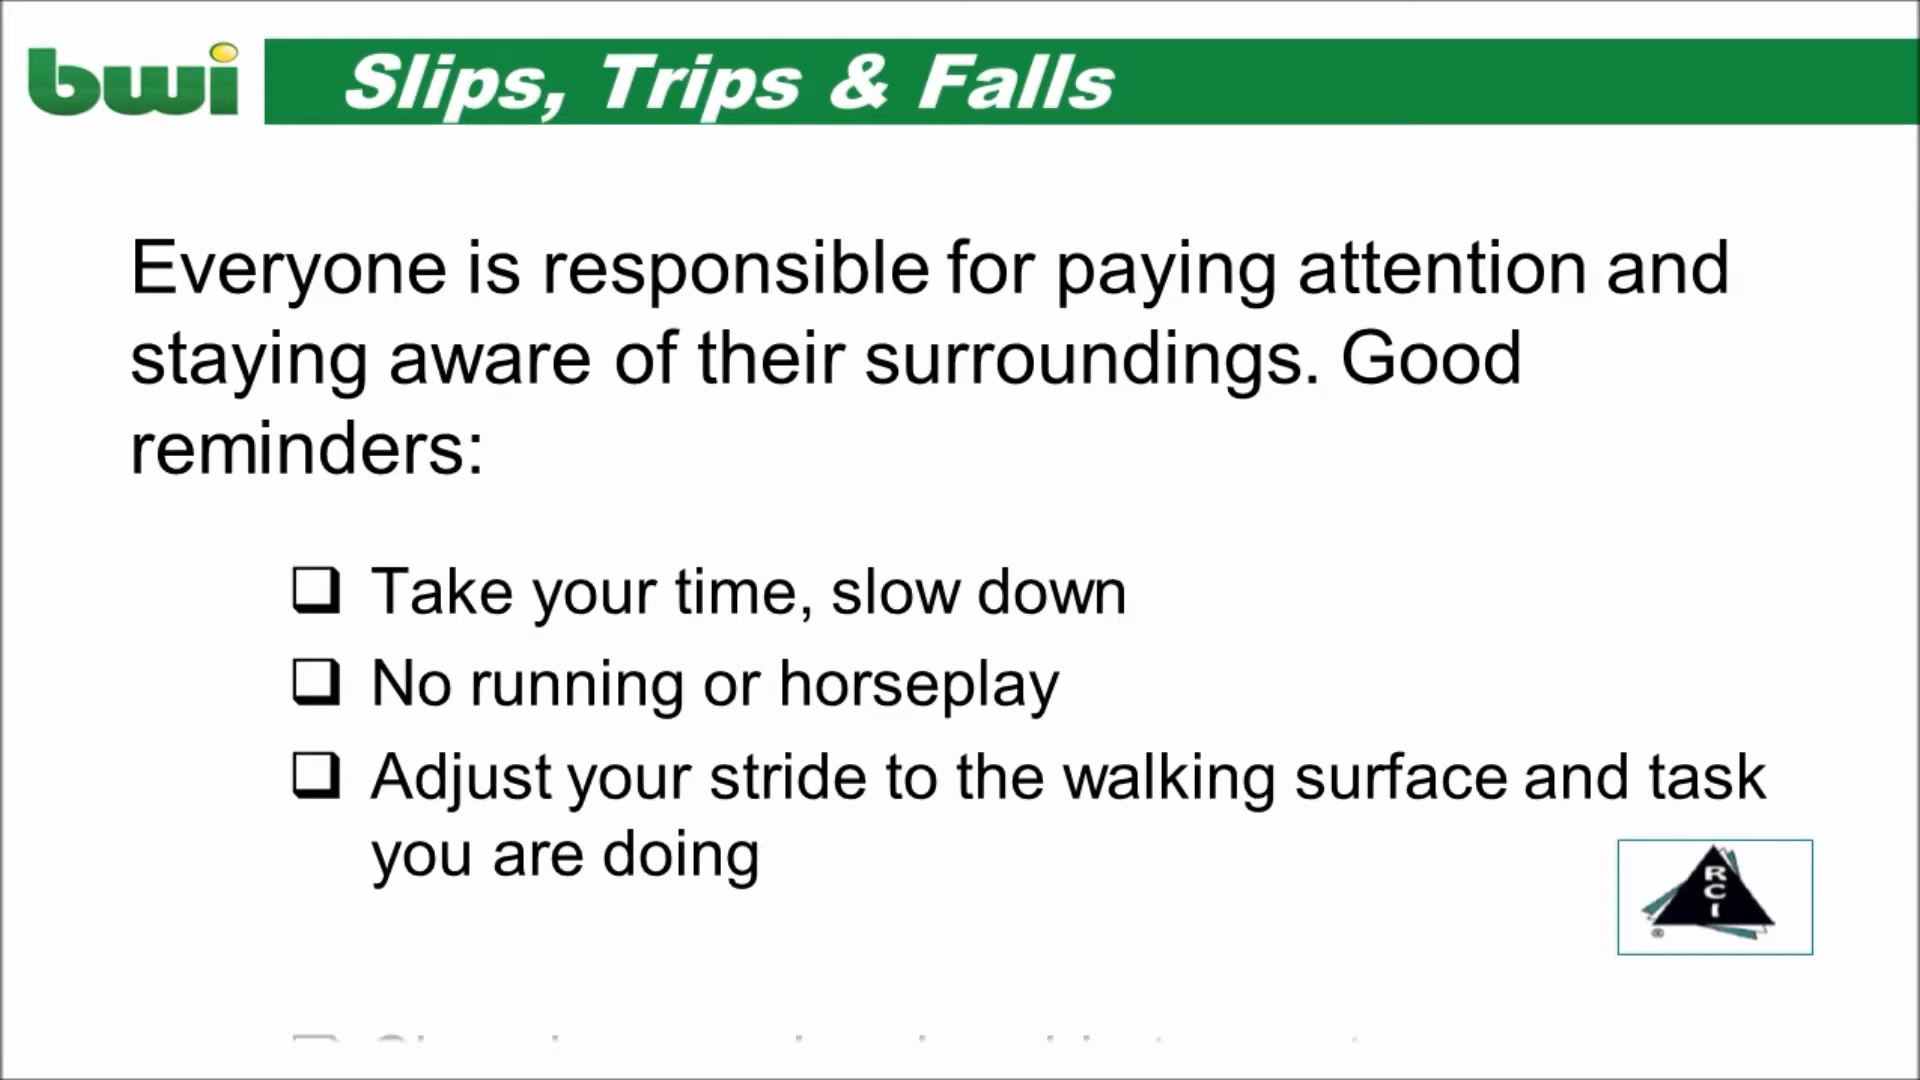 bwi
Slips, Trips & Falls
Everyone is responsible for paying attention and
staying aware of their surroundings. Good
reminders:
❑ Take your time, slow down
❑ No running or horseplay
❑ Adjust your stride to the walking surface and task
you are doing
RCI
®